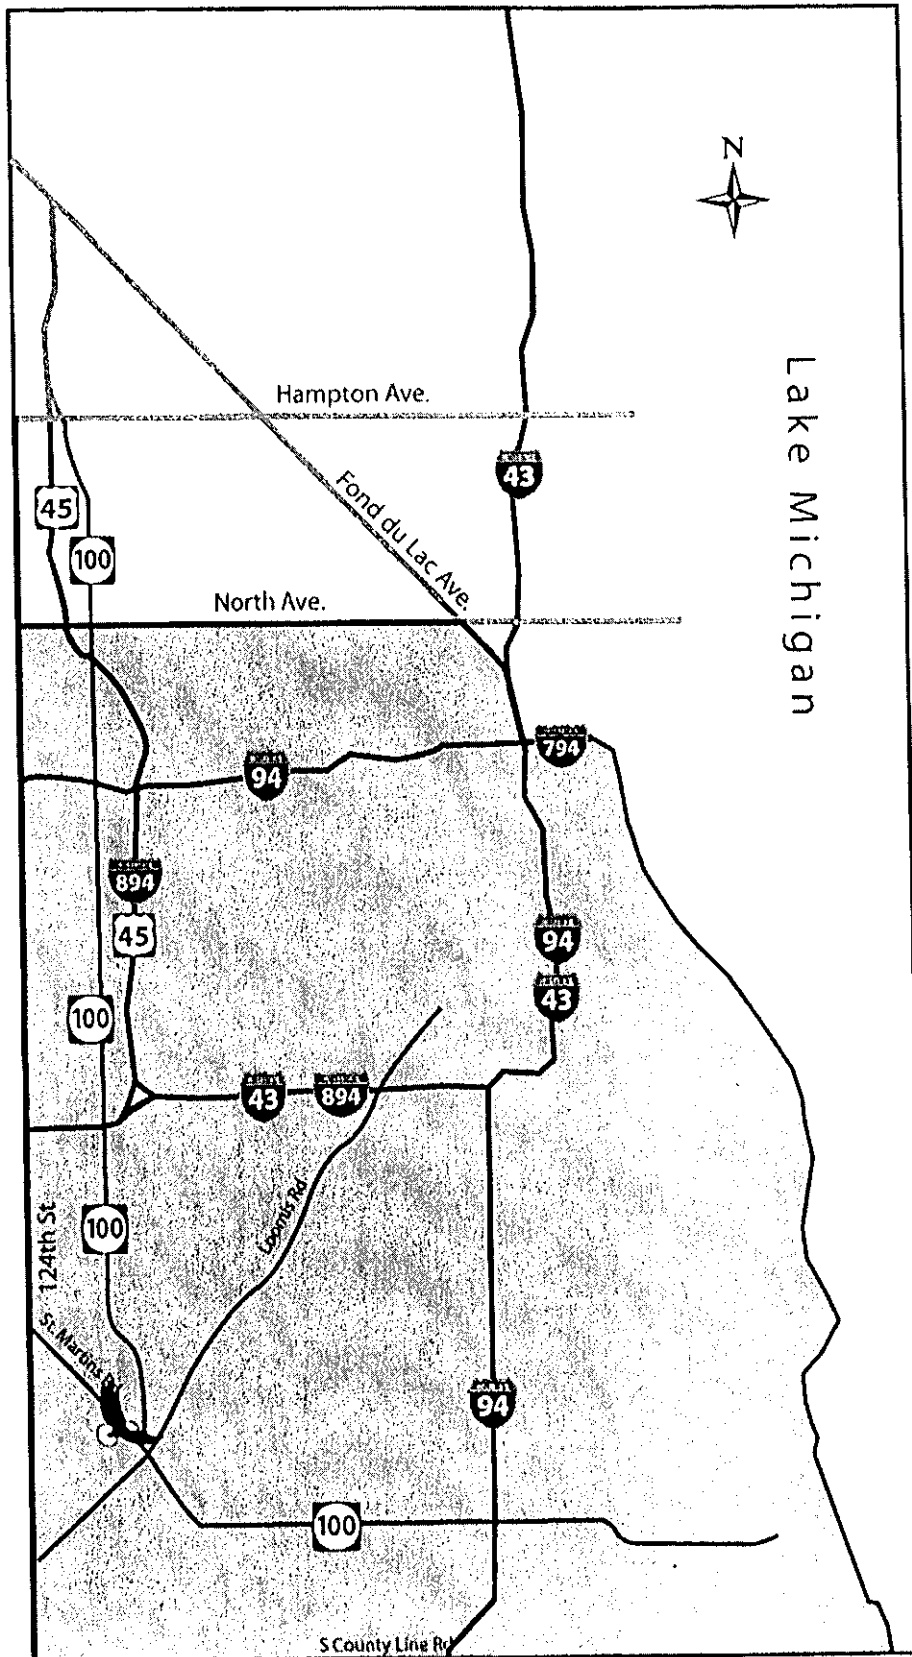 N
Lake Michigan
Hampton Ave.
43
45
Fond du Lac Ave.
100
North Ave.
794
94
894
45
94
43
100
43
894
100
Loomis Rd
124th St
St. Martins Rd
94
100
S County Line Rd